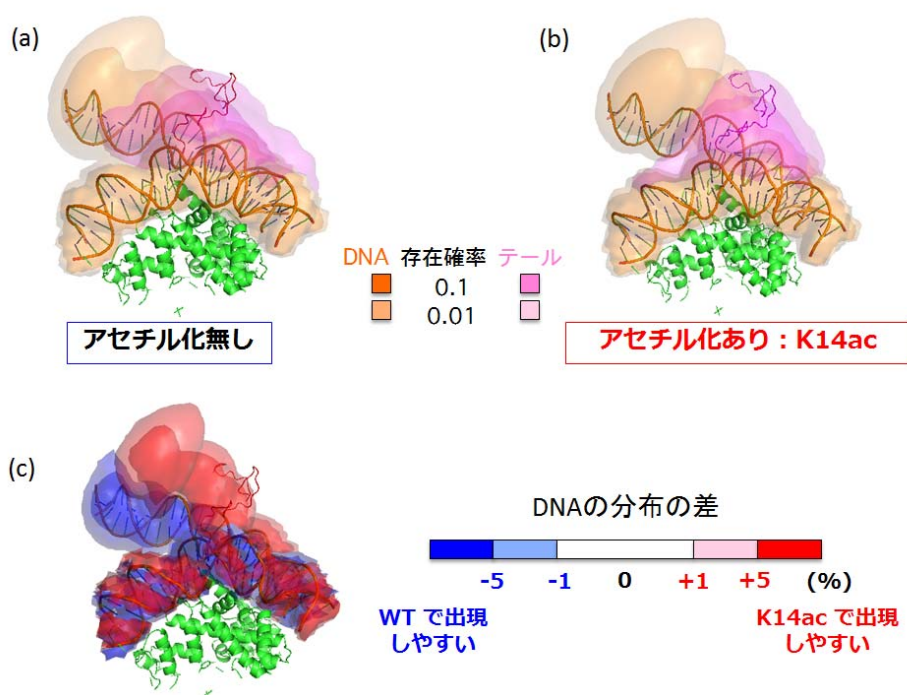 (a)
(b)
DNA 存在確率 テール
0.1
0.01
アセチル化無し
アセチル化あり：K14ac
(c)
DNAの分布の差
-5 -1 0 +1 +5 (%)
WT で出現
しやすい
K14ac で出現
しやすい